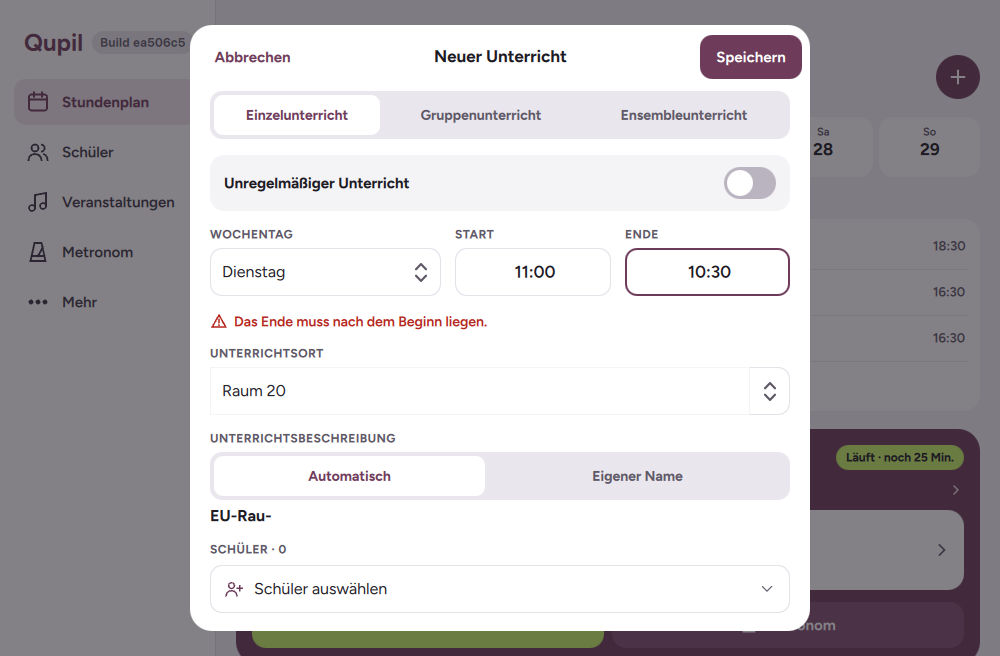 Qupil
Build ea506c5
Stundenplan
Schüler
Veranstaltungen
Metronom
Mehr
Abbrechen
Neuer Unterricht
Speichern
Einzelunterricht
Gruppenunterricht
Ensembleunterricht
Unregelmäßiger Unterricht
WOCHENTAG
START
ENDE
Dienstag
11:00
10:30
Das Ende muss nach dem Beginn liegen.
UNTERRICHTSORT
Raum 20
UNTERRICHTSBESCHREIBUNG
Automatisch
Eigener Name
EU-Rau-
SCHÜLER · 0
Schüler auswählen
Sa
28
So
29
18:30
16:30
16:30
Läuft · noch 25 Min.